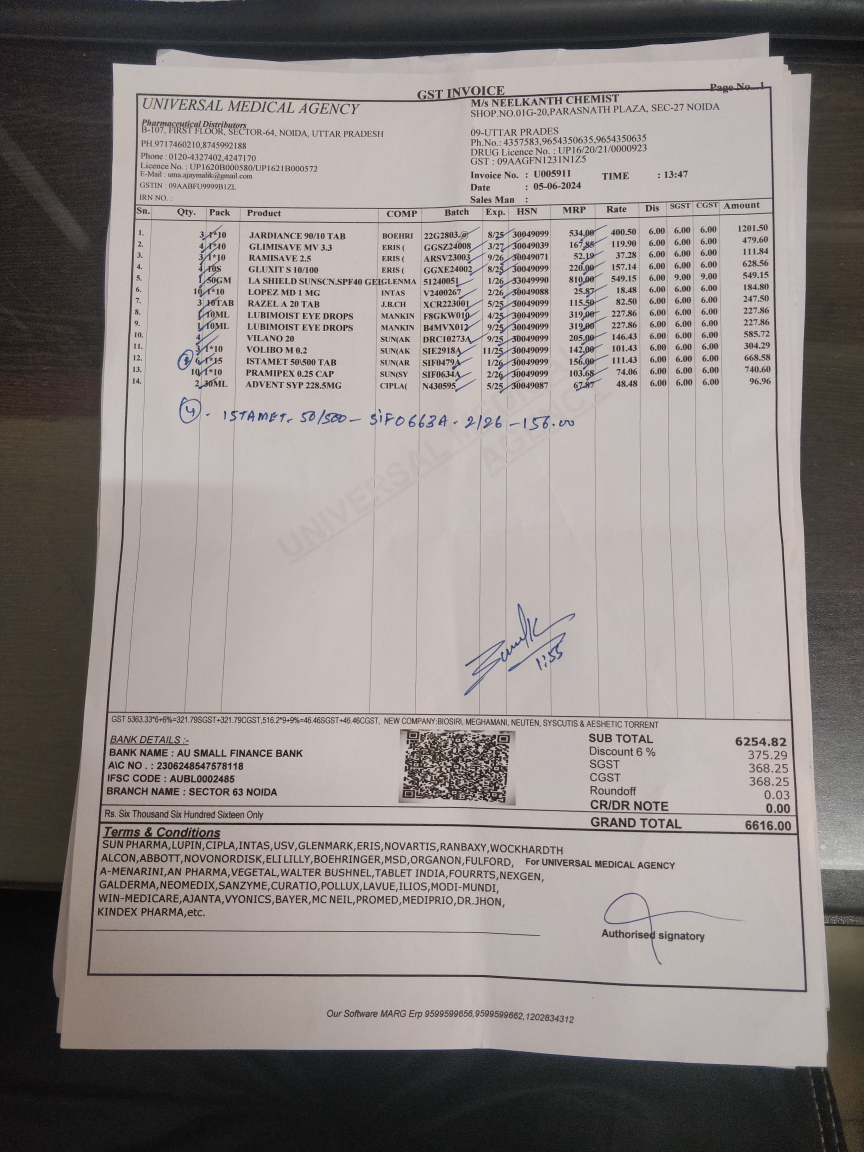 GST INVOICE
Page No...1
UNIVERSAL MEDICAL AGENCY
Pharmaceutical Distributors
B-107, FIRST FLOOR, SECTOR-64, NOIDA, UTTAR PRADESH
PH.9717460210,8745992188
Phone : 0120-4327402,4247170
Licence No. : UP1620B000580/UP1621B000572
E-Mail : uma.ajaymalik@gmail.com
GSTIN : 09AABFU9999B1ZL
IRN NO. :
M/s NEELKANTH CHEMIST
SHOP.NO.01G-20,PARASNATH PLAZA, SEC-27 NOIDA
09-UTTAR PRADES
Ph.No.: 4357583,9654350635,9654350635
DRUG Licence No. : UP16/20/21/0000923
GST : 09AAGFN1231N1Z5
Invoice No. : U005911 TIME : 13:47
Date : 05-06-2024
Sales Man :
Sn. Qty. Pack Product COMP Batch Exp. HSN MRP Rate Dis SGST CGST Amount
1. 3 1*10 JARDIANCE 90/10 TAB BOEHRI 22G2803.@ 8/25 30049099 534.00 400.50 6.00 6.00 6.00 1201.50
2. 4 1*10 GLIMISAVE MV 3.3 ERIS ( GGSZ24008 3/27 30049039 167.85 119.90 6.00 6.00 6.00 479.60
3. 3 1*10 RAMISAVE 2.5 ERIS ( ARSV23003 9/26 30049071 52.19 37.28 6.00 6.00 6.00 111.84
4. 4 10S GLUXIT S 10/100 ERIS ( GGXE24002 8/25 30049099 220.00 157.14 6.00 6.00 6.00 628.56
5. 1 50GM LA SHIELD SUNSCN.SPF40 GE GLENMA 51240051 1/26 33049990 810.00 549.15 6.00 9.00 9.00 549.15
6. 10 1*10 LOPEZ MD 1 MG INTAS V2400267 2/26 30049088 25.87 18.48 6.00 6.00 6.00 184.80
7. 3 10TAB RAZEL A 20 TAB J.B.CH XCR223001 5/25 30049099 115.50 82.50 6.00 6.00 6.00 247.50
8. 1 10ML LUBIMOIST EYE DROPS MANKIN F8GKW010 4/25 30049099 319.00 227.86 6.00 6.00 6.00 227.86
9. 1 10ML LUBIMOIST EYE DROPS MANKIN B4MVX012 9/25 30049099 319.00 227.86 6.00 6.00 6.00 227.86
10. 4 VILANO 20 SUN(AK DRC10273A 9/25 30049099 205.00 146.43 6.00 6.00 6.00 585.72
11. 3 1*10 VOLIBO M 0.2 SUN(AK SIE2918A 11/25 30049099 142.00 101.43 6.00 6.00 6.00 304.29
12. 6 1*15 ISTAMET 50\500 TAB SUN(AR SIF0479A 1/26 30049099 156.00 111.43 6.00 6.00 6.00 668.58
13. 10 1*10 PRAMIPEX 0.25 CAP SUN(SY SIF0634A 2/26 30049099 103.68 74.06 6.00 6.00 6.00 740.60
14. 2 30ML ADVENT SYP 228.5MG CIPLA( N430595 5/25 30049087 67.87 48.48 6.00 6.00 6.00 96.96
4 - ISTAMET. 50/500 - SIF0663A - 2/26 - 156.00
UNIVERSAL MEDICAL AGENCY
1:55
GST 5363.33*6+6%=321.79SGST+321.79CGST,516.2*9+9%=46.46SGST+46.46CGST, NEW COMPANY:BIOSIRI, MEGHAMANI, NEUTEN, SYSCUTIS & AESHETIC TORRENT
BANK DETAILS :-
BANK NAME : AU SMALL FINANCE BANK
A\C NO . : 2306248547578118
IFSC CODE : AUBL0002485
BRANCH NAME : SECTOR 63 NOIDA
SUB TOTAL 6254.82
Discount 6 % 375.29
SGST 368.25
CGST 368.25
Roundoff 0.03
CR/DR NOTE 0.00
Rs. Six Thousand Six Hundred Sixteen Only
GRAND TOTAL 6616.00
Terms & Conditions
SUN PHARMA,LUPIN,CIPLA,INTAS,USV,GLENMARK,ERIS,NOVARTIS,RANBAXY,WOCKHARDTH
ALCON,ABBOTT,NOVONORDISK,ELI LILLY,BOEHRINGER,MSD,ORGANON,FULFORD,
A-MENARINI,AN PHARMA,VEGETAL,WALTER BUSHNEL,TABLET INDIA,FOURRTS,NEXGEN,
GALDERMA,NEOMEDIX,SANZYME,CURATIO,POLLUX,LAVUE,ILIOS,MODI-MUNDI,
WIN-MEDICARE,AJANTA,VYONICS,BAYER,MC NEIL,PROMED,MEDIPRIO,DR.JHON,
KINDEX PHARMA,etc.
For UNIVERSAL MEDICAL AGENCY
Authorised signatory
Our Software MARG Erp 9599599656,9599599662,1202834312